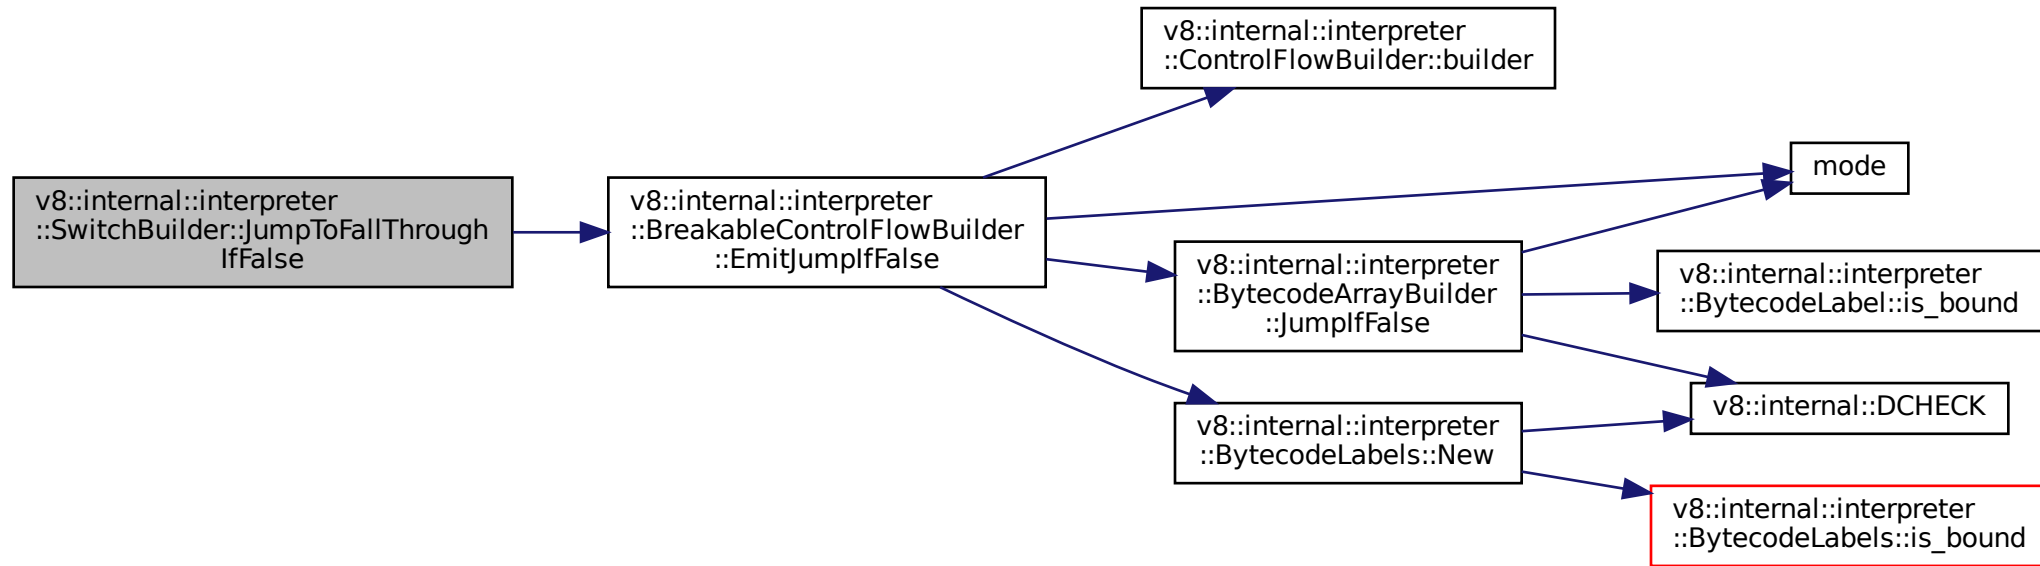 v8::internal::interpreter
::ControlFlowBuilder::builder
mode
v8::internal::interpreter
::SwitchBuilder::JumpToFallThrough
IfFalse
v8::internal::interpreter
::BreakableControlFlowBuilder
::EmitJumpIfFalse
v8::internal::interpreter
::BytecodeArrayBuilder
::JumpIfFalse
v8::internal::interpreter
::BytecodeLabel::is_bound
v8::internal::DCHECK
v8::internal::interpreter
::BytecodeLabels::New
v8::internal::interpreter
::BytecodeLabels::is_bound